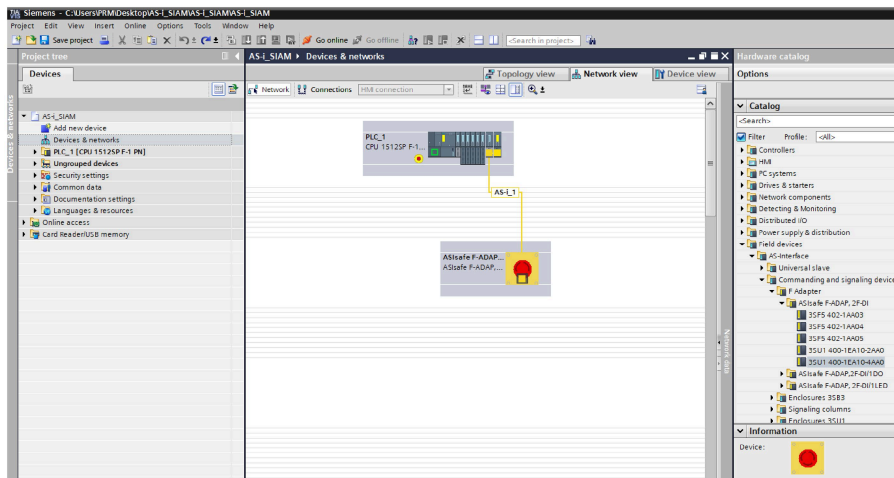 Siemens - C:\Users\PRM\Desktop\AS-i_SIAM\AS-i_SIAM\AS-i_SIAM
Project Edit View Insert Online Options Tools Window Help
Save project Go online Go offline <Search in project>
Project tree
AS-i_SIAM Devices & networks
Hardware catalog
Devices
Topology view Network view Device view
Options
Network Connections HMI connection
Catalog
<Search>
Filter Profile: <All>
AS-i_SIAM
Add new device
Devices & networks
PLC_1 [CPU 1512SP F-1 PN]
Ungrouped devices
Security settings
Common data
Documentation settings
Languages & resources
Online access
Card Reader/USB memory
Devices & networks
PLC_1
CPU 1512SP F-1...
AS-i_1
ASIsafe F-ADAP...
ASIsafe F-ADAP,...
Network data
Controllers
HMI
PC systems
Drives & starters
Network components
Detecting & Monitoring
Distributed I/O
Power supply & distribution
Field devices
AS-Interface
Universal slave
Commanding and signaling device
F Adapter
ASIsafe F-ADAP, 2F-DI
3SF5 402-1AA03
3SF5 402-1AA04
3SF5 402-1AA05
3SU1 400-1EA10-2AA0
3SU1 400-1EA10-4AA0
ASIsafe F-ADAP,2F-DI/1DO
ASIsafe F-ADAP, 2F-DI/1LED
Enclosures 3SB3
Signaling columns
Enclosures 3SU1
Information
Device: